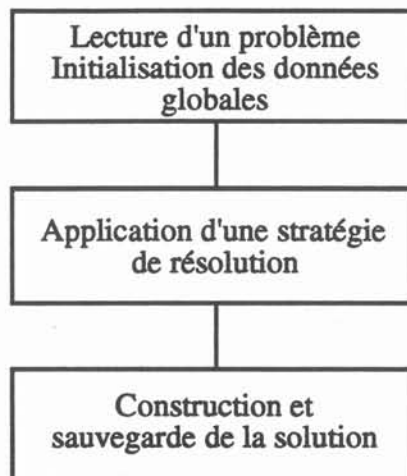 Lecture d'un problème
Initialisation des données
globales
Application d'une stratégie
de résolution
Construction et
sauvegarde de la solution